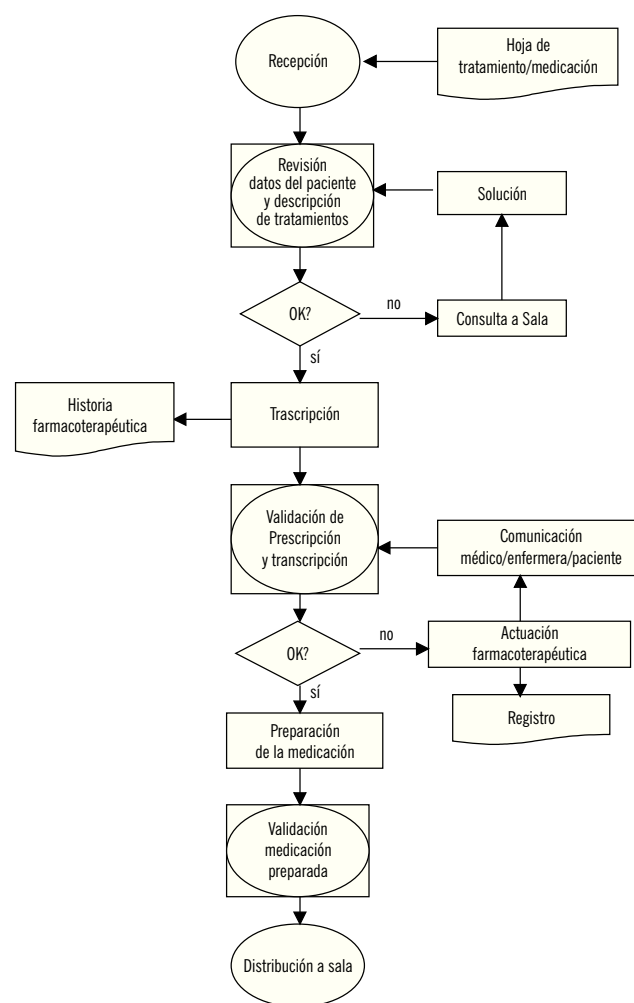 Recepción
Hoja de
tratamiento/medicación
Revisión
datos del paciente
y descripción
de tratamientos
Solución
OK?
no
Consulta a Sala
sí
Historia
farmacoterapéutica
Trascripción
Validación de
Prescripción
y transcripción
Comunicación
médico/enfermera/paciente
OK?
no
Actuación
farmacoterapéutica
sí
Registro
Preparación
de la medicación
Validación
medicación
preparada
Distribución a sala